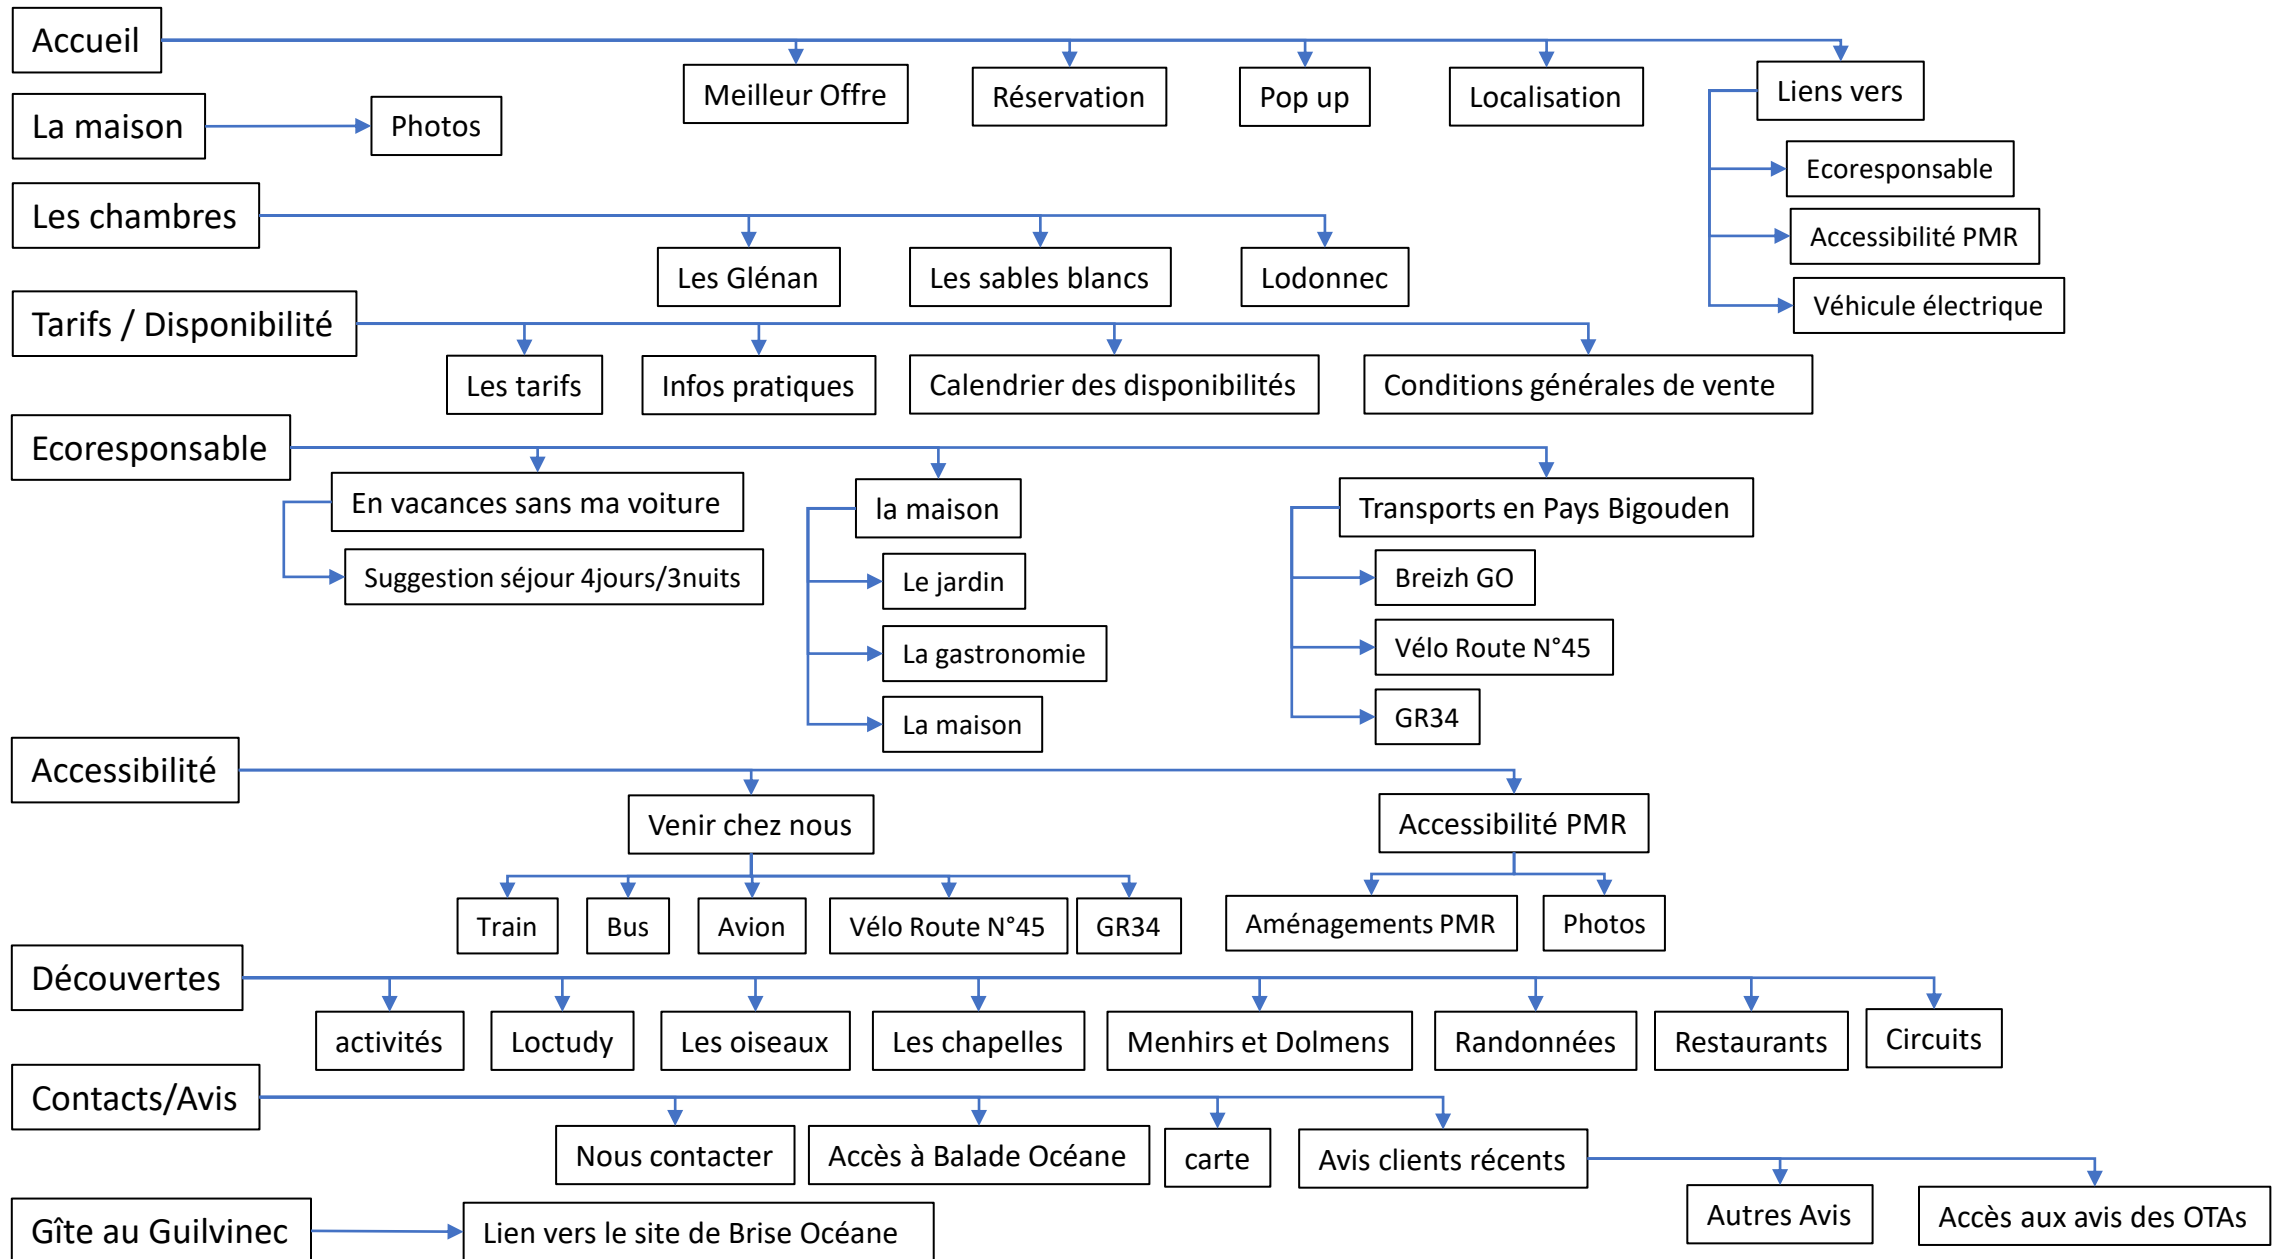 Accueil
Meilleur Offre
Réservation
Pop up
Localisation
Liens vers
Ecoresponsable
Accessibilité PMR
Véhicule électrique
La maison
Photos
Les chambres
Les Glénan
Les sables blancs
Lodonnec
Tarifs / Disponibilité
Les tarifs
Infos pratiques
Calendrier des disponibilités
Conditions générales de vente
Ecoresponsable
En vacances sans ma voiture
Suggestion séjour 4jours/3nuits
la maison
Le jardin
La gastronomie
La maison
Transports en Pays Bigouden
Breizh GO
Vélo Route N°45
GR34
Accessibilité
Venir chez nous
Train
Bus
Avion
Vélo Route N°45
GR34
Accessibilité PMR
Aménagements PMR
Photos
Découvertes
activités
Loctudy
Les oiseaux
Les chapelles
Menhirs et Dolmens
Randonnées
Restaurants
Circuits
Contacts/Avis
Nous contacter
Accès à Balade Océane
carte
Avis clients récents
Autres Avis
Accès aux avis des OTAs
Gîte au Guilvinec
Lien vers le site de Brise Océane